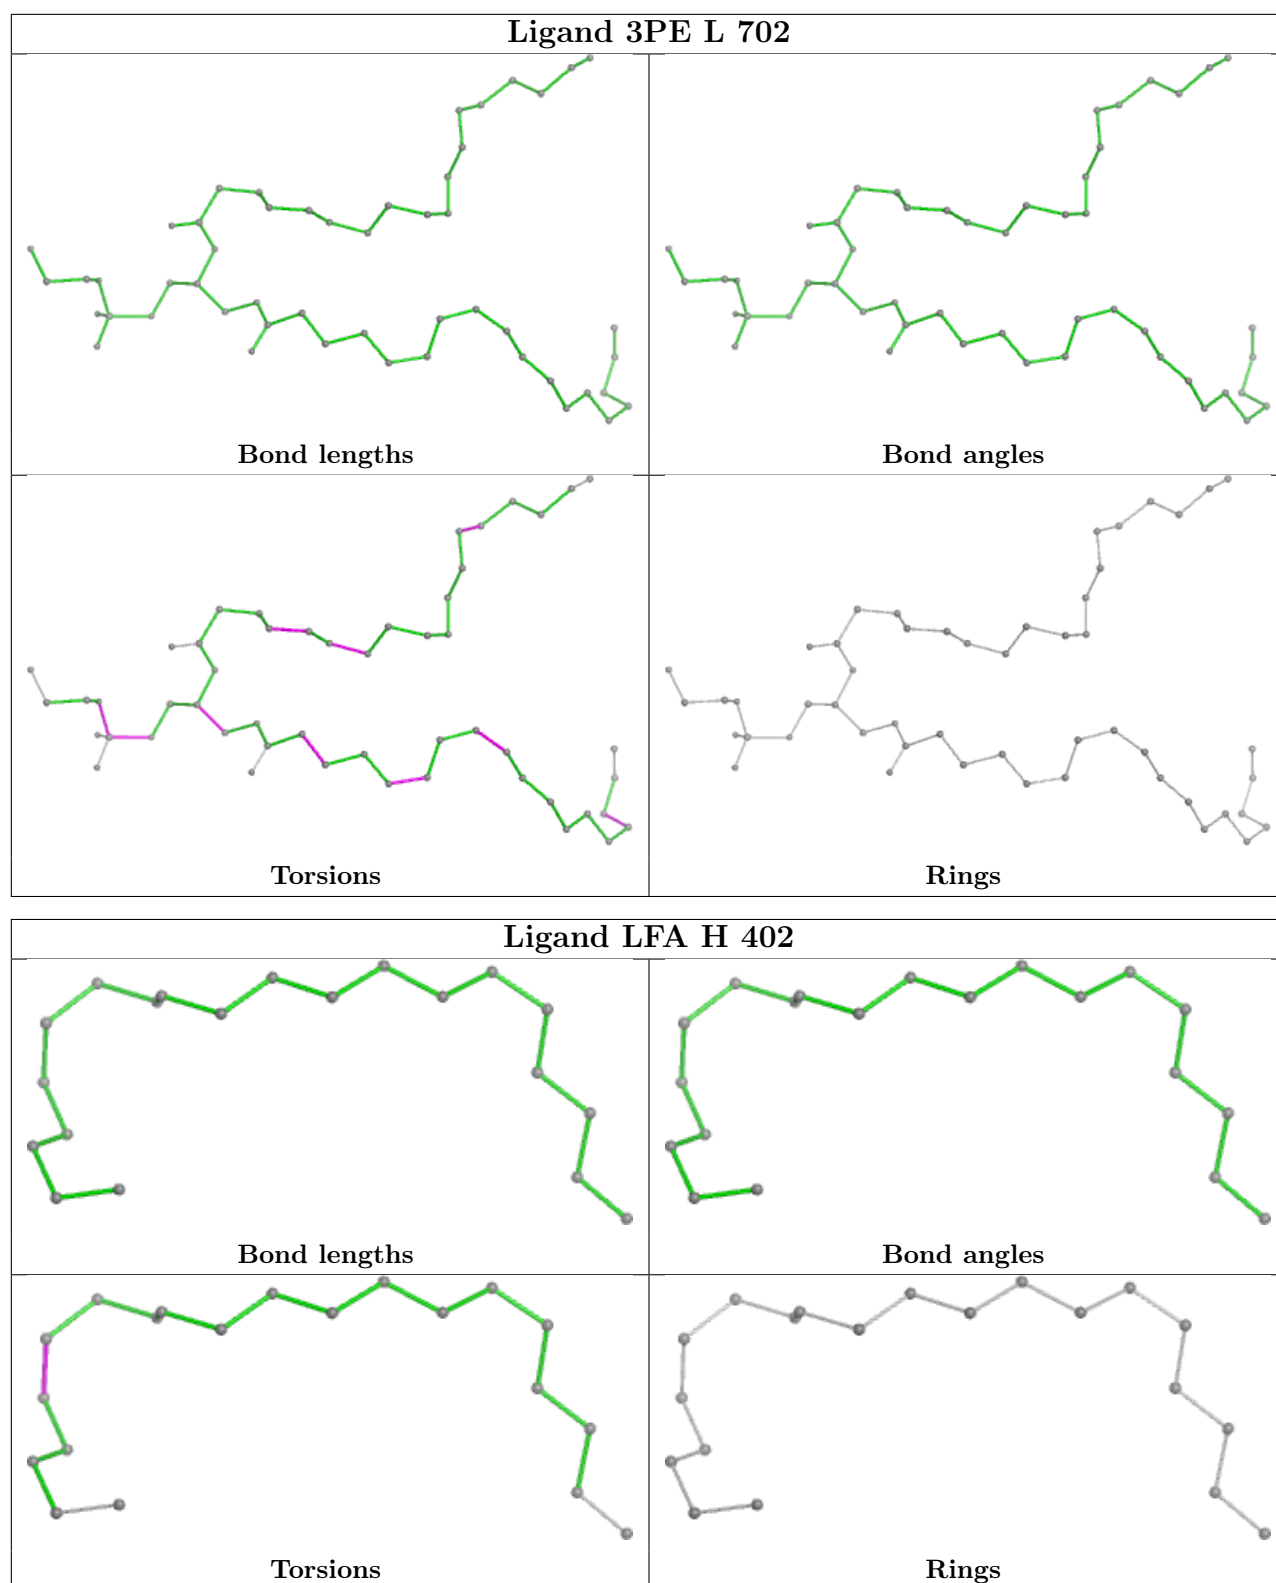 Ligand 3PE L 702
Bond lengths
Bond angles
Torsions
Rings
Ligand LFA H 402
Bond lengths
Bond angles
Torsions
Rings